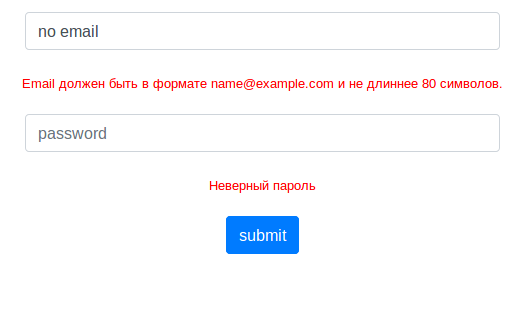 no email
Email должен быть в формате name@example.com и не длиннее 80 символов.
password
Неверный пароль
submit